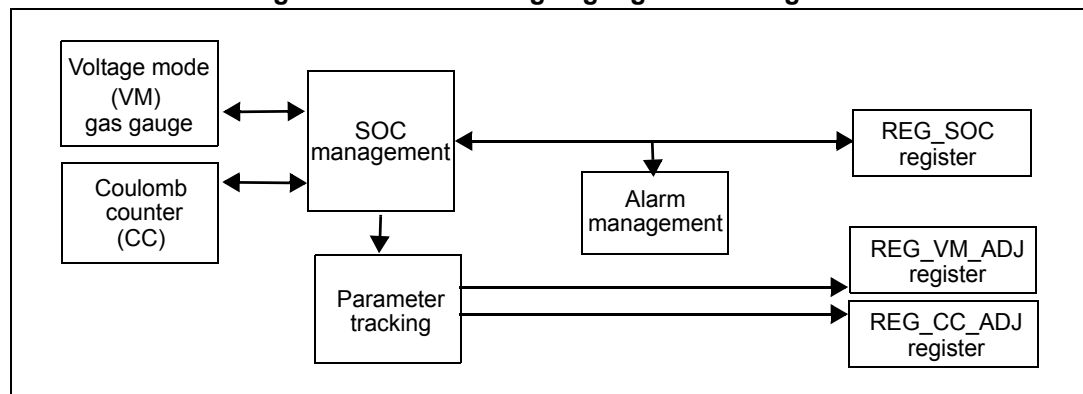 Voltage mode
(VM)
gas gauge
SOC
management
REG_SOC
register
Coulomb
counter
(CC)
Alarm
management
Parameter
tracking
REG_VM_ADJ
register
REG_CC_ADJ
register